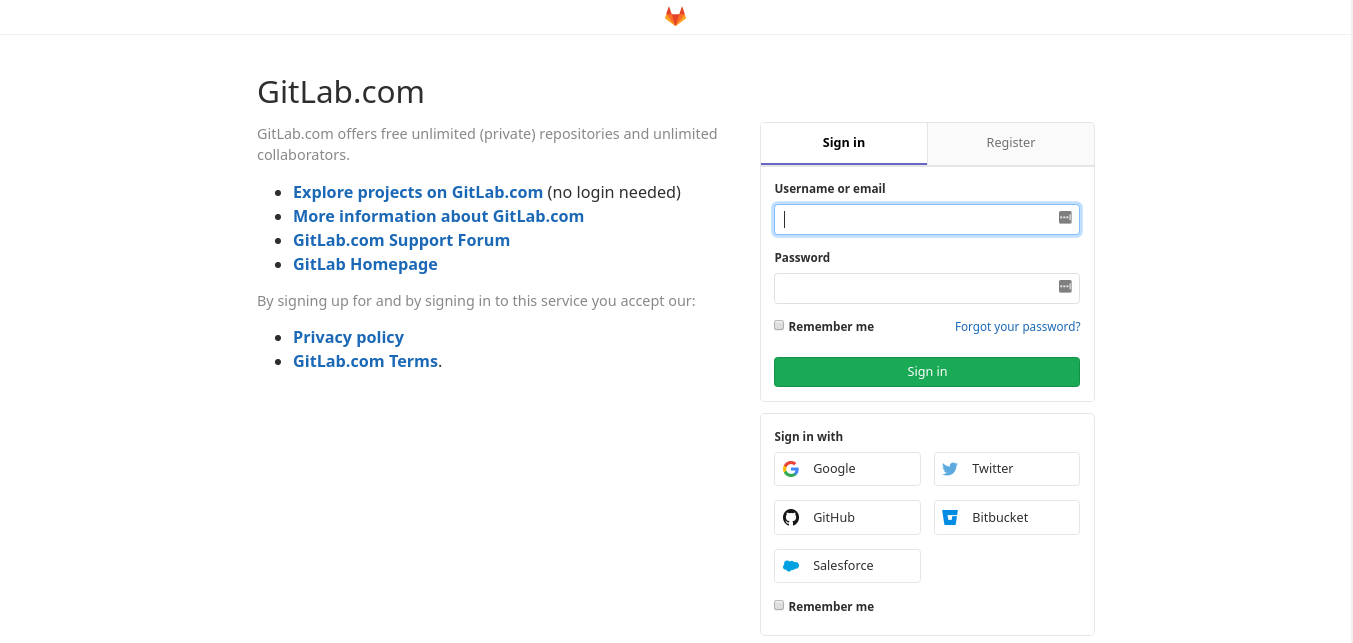 GitLab.com
GitLab.com offers free unlimited (private) repositories and unlimited
collaborators.
Explore projects on GitLab.com (no login needed)
More information about GitLab.com
GitLab.com Support Forum
GitLab Homepage
By signing up for and by signing in to this service you accept our:
Privacy policy
GitLab.com Terms.
Sign in
Register
Username or email
Password
Remember me
Forgot your password?
Sign in
Sign in with
Google
Twitter
GitHub
Bitbucket
Salesforce
Remember me